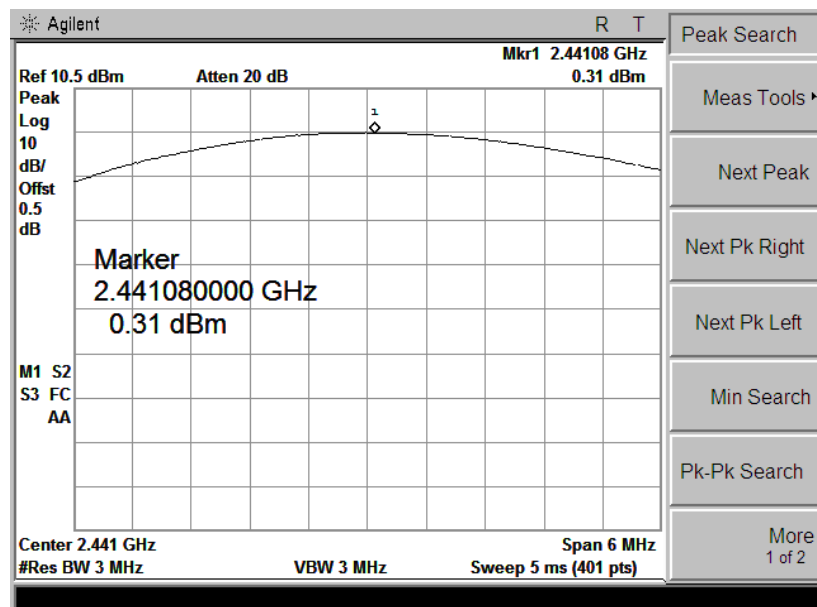 Agilent
R T
Mkr1 2.44108 GHz
Ref 10.5 dBm Atten 20 dB 0.31 dBm
Peak
Log
10
dB/
Offst
0.5
dB
1
Marker
2.441080000 GHz
0.31 dBm
M1 S2
S3 FC
AA
Center 2.441 GHz Span 6 MHz
#Res BW 3 MHz VBW 3 MHz Sweep 5 ms (401 pts)
Peak Search
Meas Tools
Next Peak
Next Pk Right
Next Pk Left
Min Search
Pk-Pk Search
More
1 of 2